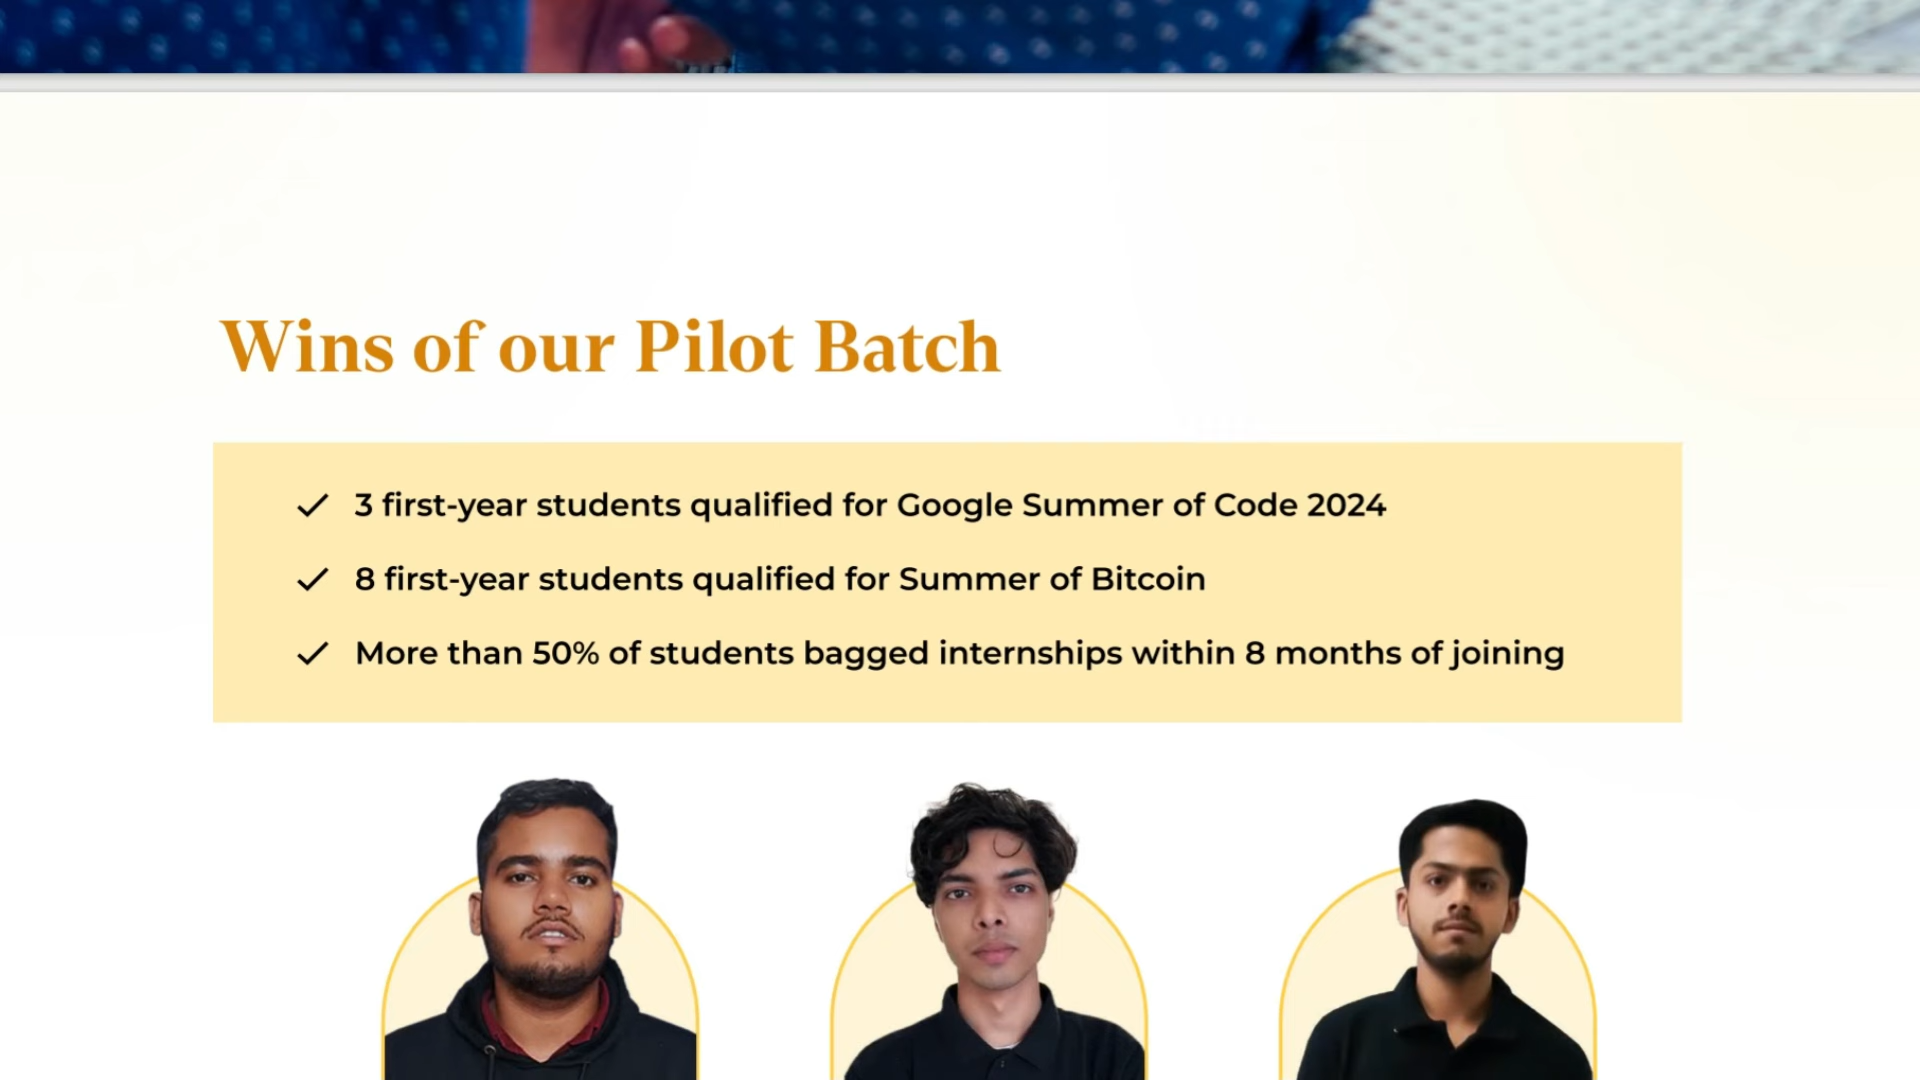 Wins of our Pilot Batch
3 first-year students qualified for Google Summer of Code 2024
8 first-year students qualified for Summer of Bitcoin
More than 50% of students bagged internships within 8 months of joining